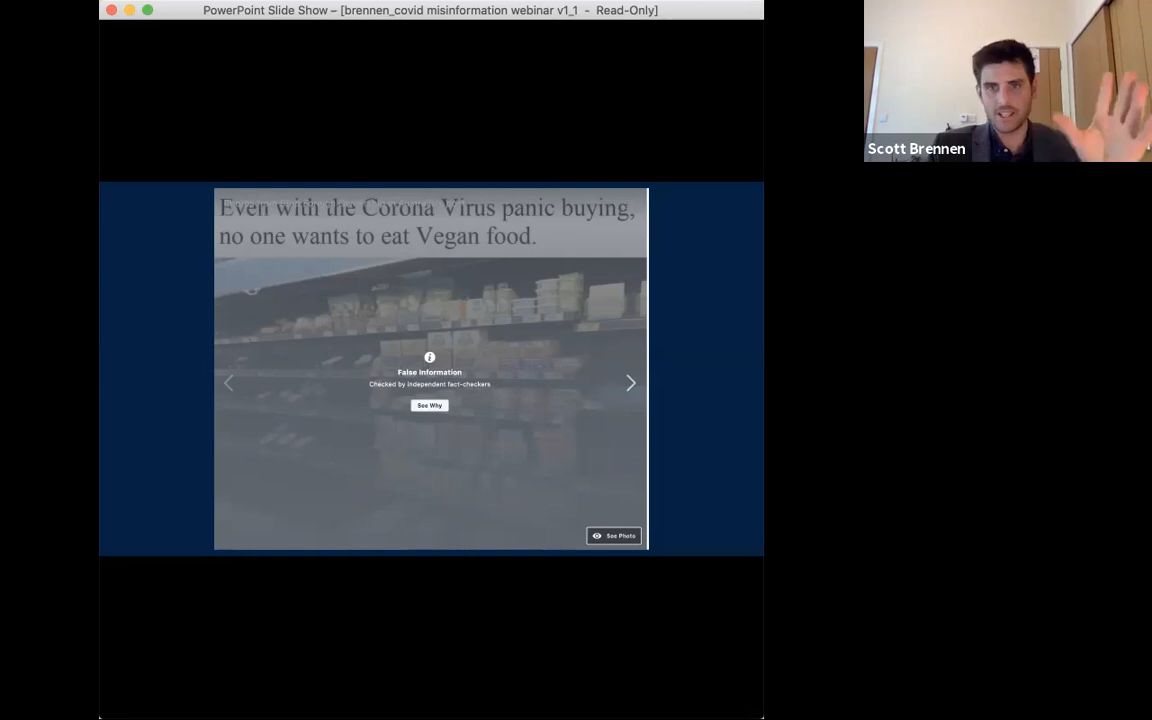 PowerPoint Slide Show – [brennen_covid misinformation webinar v1_1 - Read-Only]
Scott Brennen
Even with the Corona Virus panic buying,
no one wants to eat Vegan food.
False Information
Checked by independent fact-checkers
See Why
See Photo